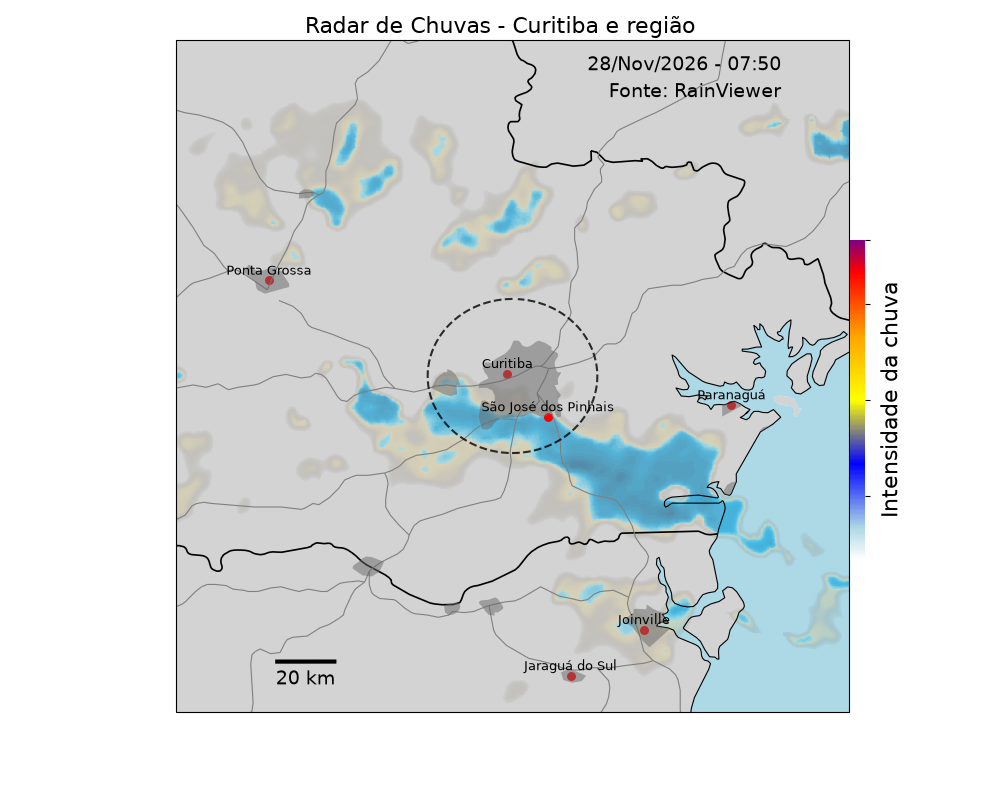 Radar de Chuvas - Curitiba e região
28/Nov/2026 - 07:50
Fonte: RainViewer
Ponta Grossa
Curitiba
Paranaguá
São José dos Pinhais
Intensidade da chuva
Joinville
Jaraguá do Sul
20 km